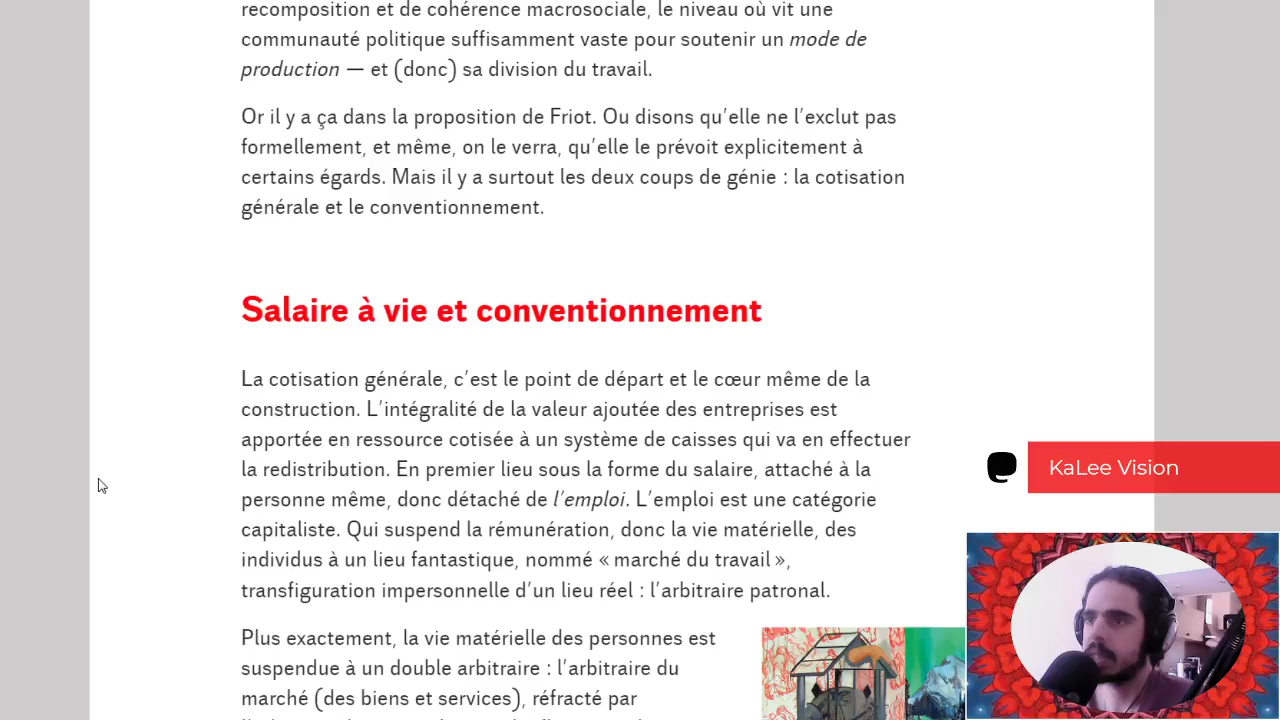 recomposition et de cohérence macrosociale, le niveau où vit une
communauté politique suffisamment vaste pour soutenir un mode de
production — et (donc) sa division du travail.
Or il y a ça dans la proposition de Friot. Ou disons qu’elle ne l’exclut pas
formellement, et même, on le verra, qu’elle le prévoit explicitement à
certains égards. Mais il y a surtout les deux coups de génie : la cotisation
générale et le conventionnement.
Salaire à vie et conventionnement
La cotisation générale, c’est le point de départ et le cœur même de la
construction. L’intégralité de la valeur ajoutée des entreprises est
apportée en ressource cotisée à un système de caisses qui va en effectuer
la redistribution. En premier lieu sous la forme du salaire, attaché à la
personne même, donc détaché de l’emploi. L’emploi est une catégorie
capitaliste. Qui suspend la rémunération, donc la vie matérielle, des
individus à un lieu fantastique, nommé « marché du travail »,
transfiguration impersonnelle d’un lieu réel : l’arbitraire patronal.
Plus exactement, la vie matérielle des personnes est
suspendue à un double arbitraire : l’arbitraire du
marché (des biens et services), réfracté par
KaLee Vision